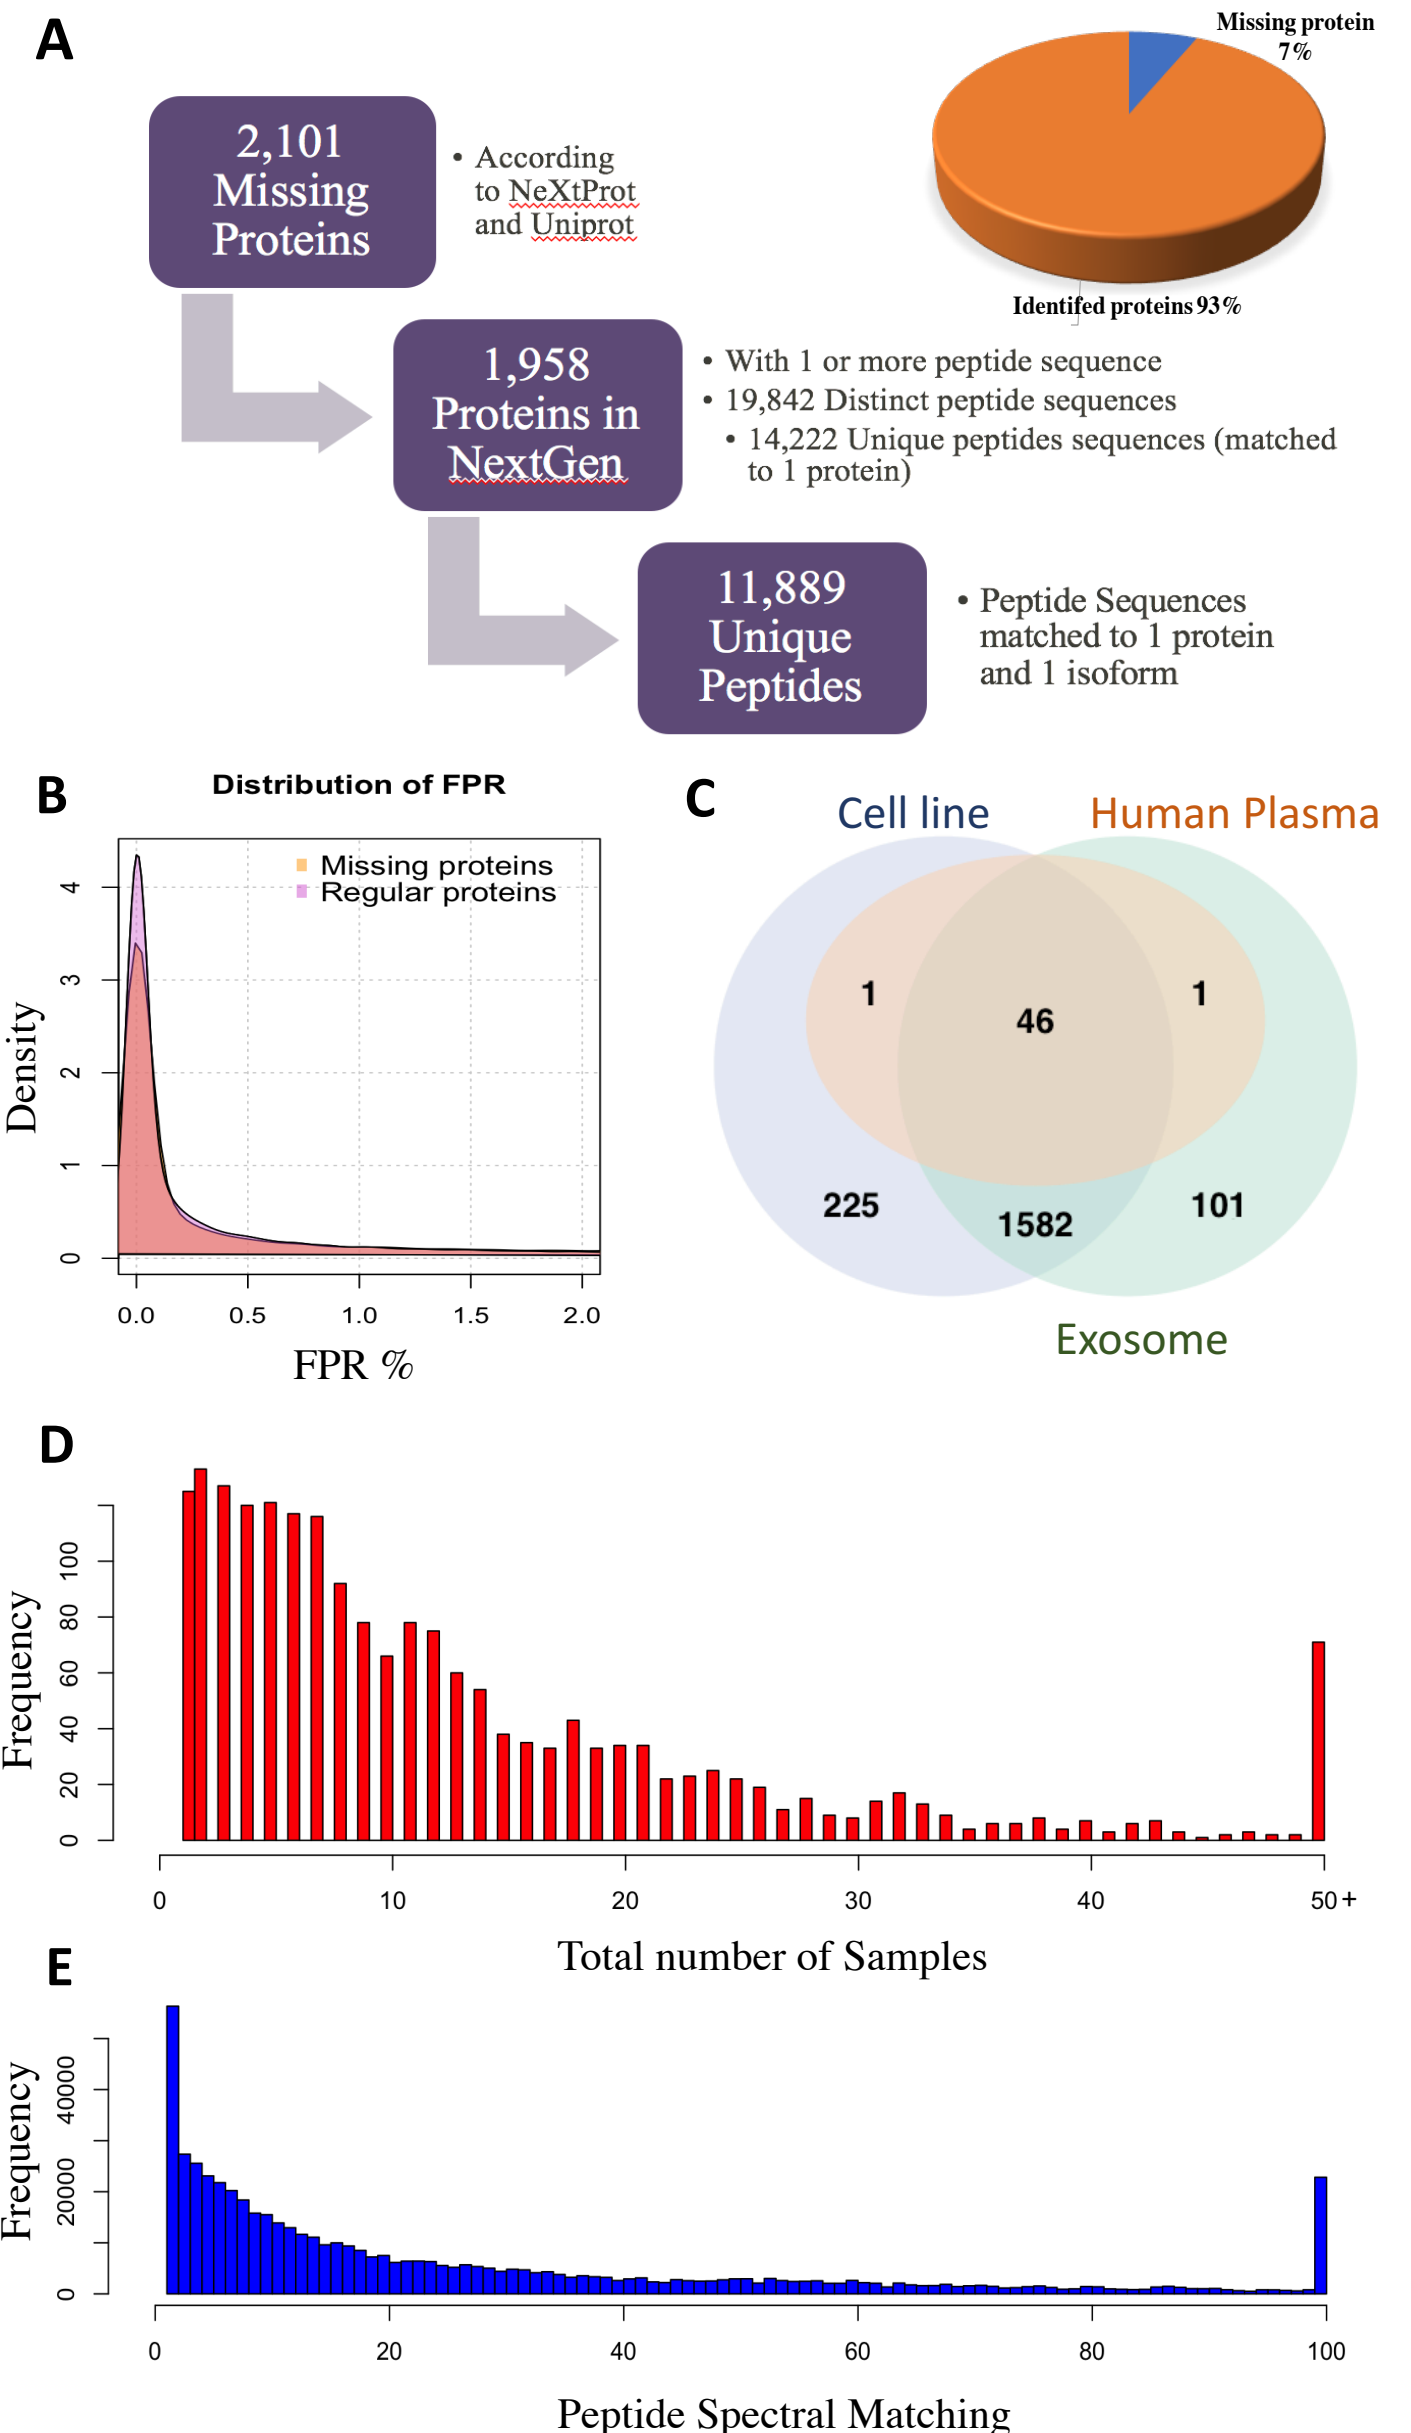 A
Missing protein
7%
2,101
Missing
Proteins
• According
to NeXtProt
and Uniprot
Identifed proteins 93%
1,958
Proteins in
NextGen
• With 1 or more peptide sequence
• 19,842 Distinct peptide sequences
• 14,222 Unique peptides sequences (matched
to 1 protein)
11,889
Unique
Peptides
• Peptide Sequences
matched to 1 protein
and 1 isoform
B
Distribution of FPR
Missing proteins
Regular proteins
Density
4
3
2
1
0
0.0 0.5 1.0 1.5 2.0
FPR %
C
Cell line
Human Plasma
1
46
1
225
1582
101
Exosome
D
Frequency
100
80
60
40
20
0
0 10 20 30 40 50 +
Total number of Samples
E
Frequency
40000
20000
0
0 20 40 60 80 100
Peptide Spectral Matching